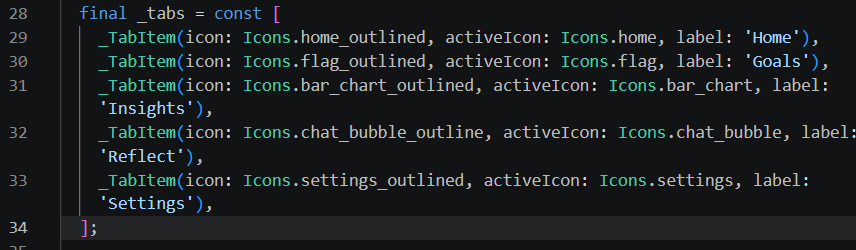 28 final _tabs = const [
29 _TabItem(icon: Icons.home_outlined, activeIcon: Icons.home, label: 'Home'),
30 _TabItem(icon: Icons.flag_outlined, activeIcon: Icons.flag, label: 'Goals'),
31 _TabItem(icon: Icons.bar_chart_outlined, activeIcon: Icons.bar_chart, label:
'Insights'),
32 _TabItem(icon: Icons.chat_bubble_outline, activeIcon: Icons.chat_bubble, label:
'Reflect'),
33 _TabItem(icon: Icons.settings_outlined, activeIcon: Icons.settings, label:
'Settings'),
34 ];